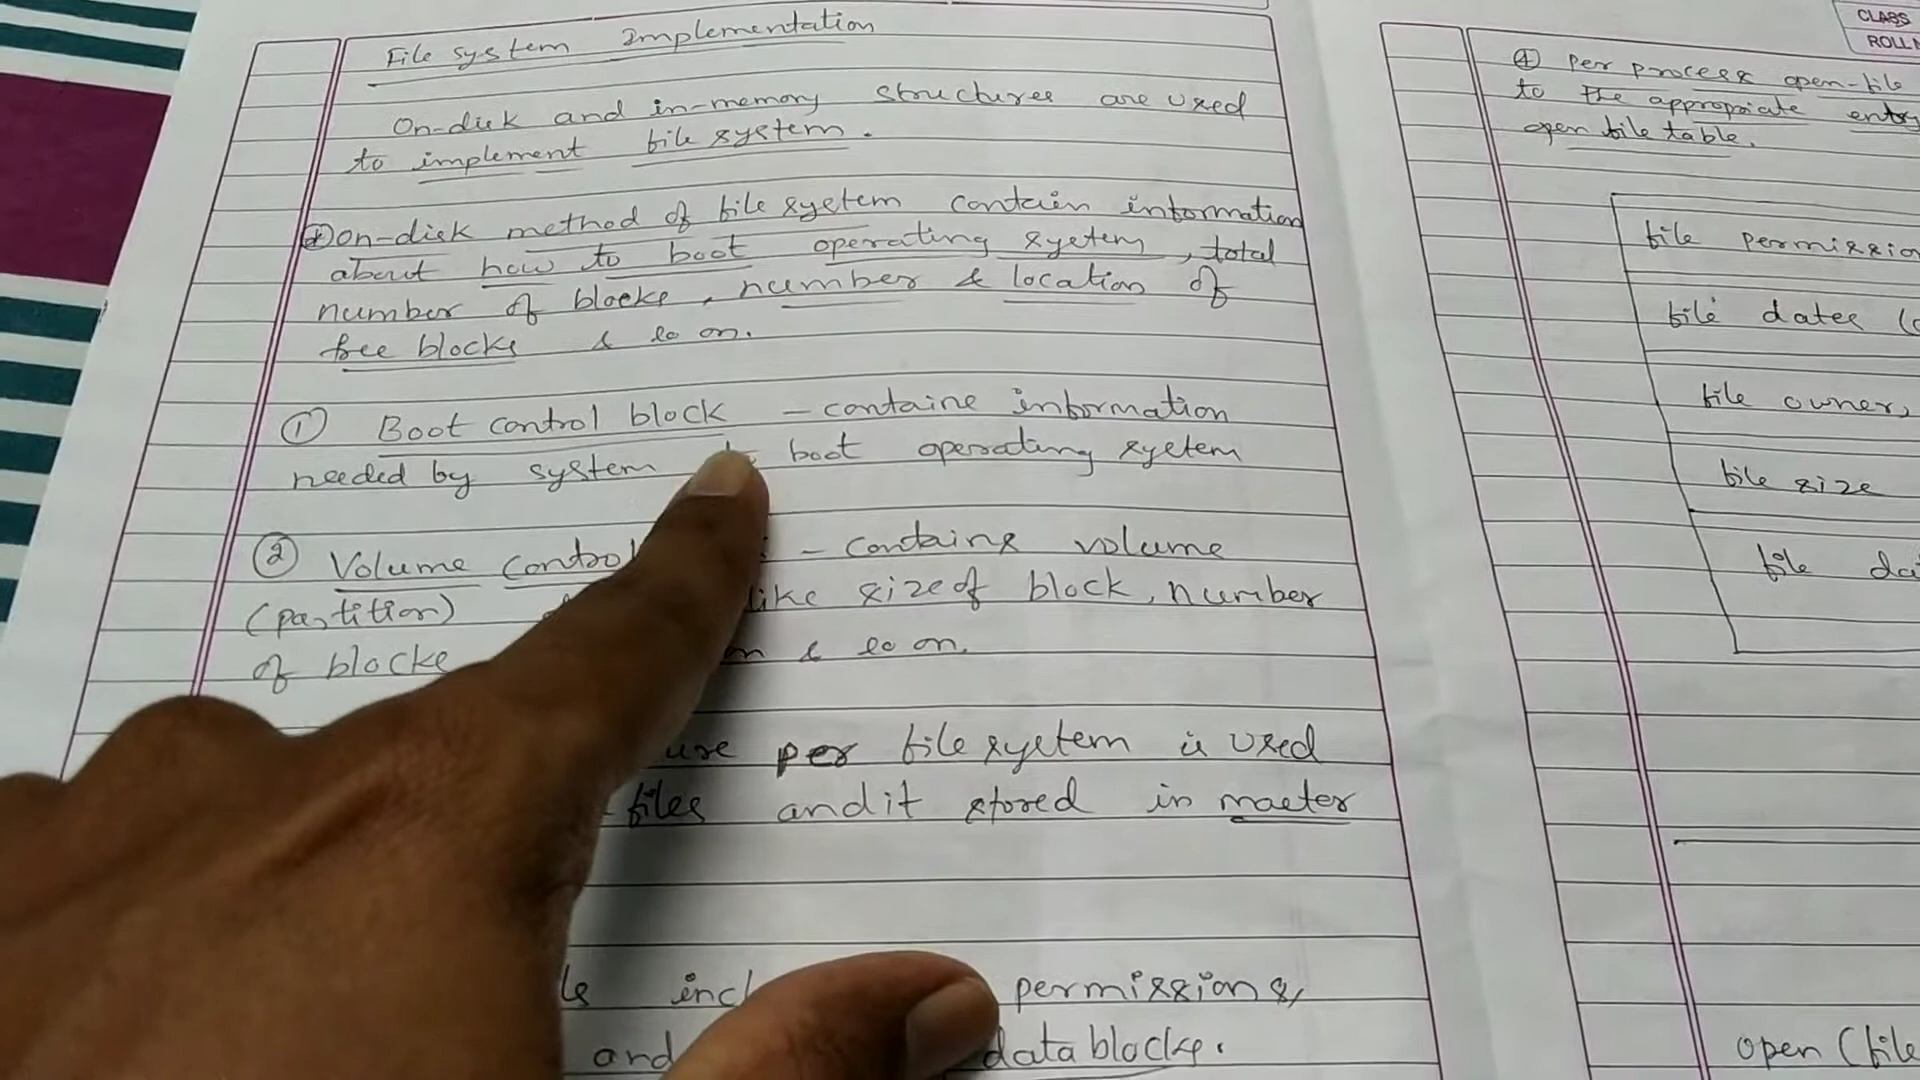 File system Implementation
On-disk and in-memory structures are used
to implement file system.
On-disk method of file system contain information
about how to boot operating system, total
number of blocks, number & location of
free blocks & so on.
① Boot control block - contains information
needed by system boot operating system
② Volume control - contains volume
(partition) like size of block, number
of blocks & so on.
per file system is used
files and it stored in master
permissions,
and data blocks.
CLASS
ROLL
④ per process open-file
to the appropriate entry
open file table.
file permission
file dates
file owner,
file size
file
open (file